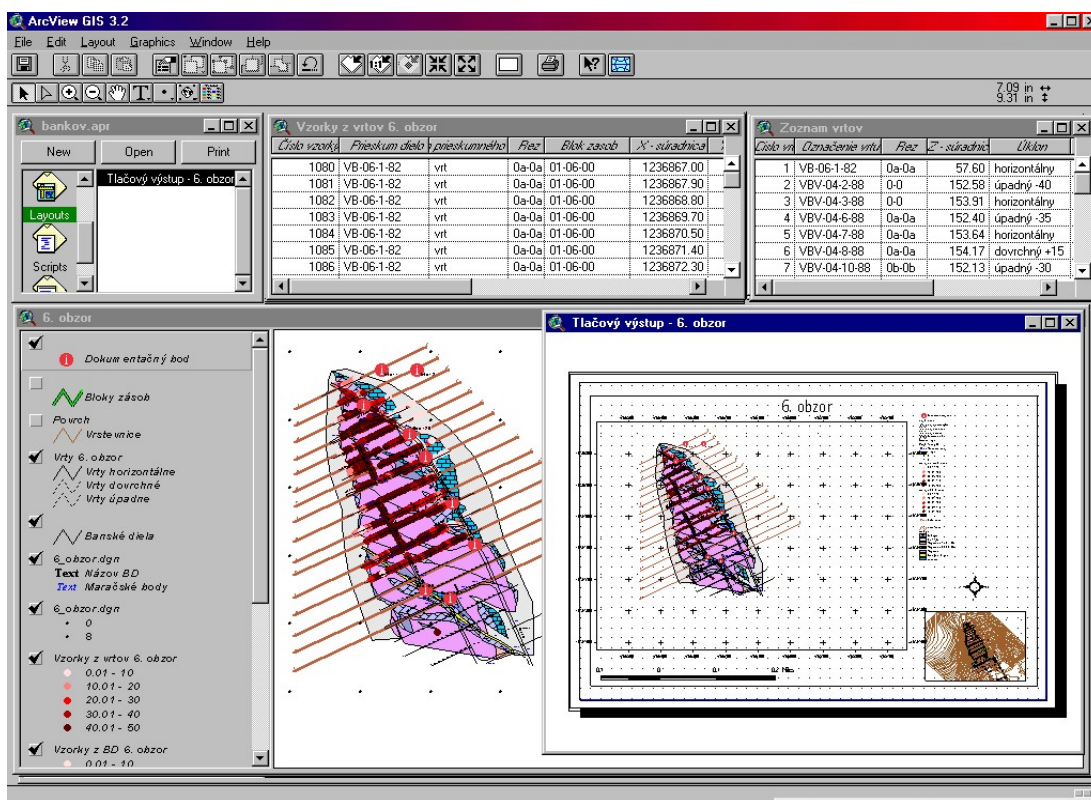 ArcView GIS 3.2
File Edit Layout Graphics Window Help
7.09 in
9.31 in
bankov.apr
New Open Print
Tlačový výstup - 6. obzor
Layouts
Scripts
Vzorky z vrtov 6. obzor
Číslo vzorky Prieskum dielo prieskumného Rez Blok zasob X - súradnica
1080 VB-06-1-82 vrt 0a-0a 01-06-00 1236867.00
1081 VB-06-1-82 vrt 0a-0a 01-06-00 1236867.90
1082 VB-06-1-82 vrt 0a-0a 01-06-00 1236868.80
1083 VB-06-1-82 vrt 0a-0a 01-06-00 1236869.70
1084 VB-06-1-82 vrt 0a-0a 01-06-00 1236870.50
1085 VB-06-1-82 vrt 0a-0a 01-06-00 1236871.40
1086 VB-06-1-82 vrt 0a-0a 01-06-00 1236872.30
Zoznam vrtov
Číslo vrt Označenie vrtu Rez Z - súradnic Úklon
1 VB-06-1-82 0a-0a 57.60 horizontálny
2 VBV-04-2-88 0-0 152.58 úpadný -40
3 VBV-04-3-88 0-0 153.91 horizontálny
4 VBV-04-6-88 0a-0a 152.40 úpadný -35
5 VBV-04-7-88 0a-0a 153.64 horizontálny
6 VBV-04-8-88 0a-0a 154.17 dovrchný +15
7 VBV-04-10-88 0b-0b 152.13 úpadný -30
6. obzor
Dokumentačný bod
Bloky zásob
Povrch
Vrstevnice
Vrty 6. obzor
Vrty horizontálne
Vrty dovrchné
Vrty úpadne
Banské diela
6_obzor.dgn
Text Názov BD
Text Maračské body
6_obzor.dgn
0
8
Vzorky z vrtov 6. obzor
0.01 - 10
10.01 - 20
20.01 - 30
30.01 - 40
40.01 - 50
Vzorky z BD 6. obzor
0.01 - 10
Tlačový výstup - 6. obzor
6. obzor